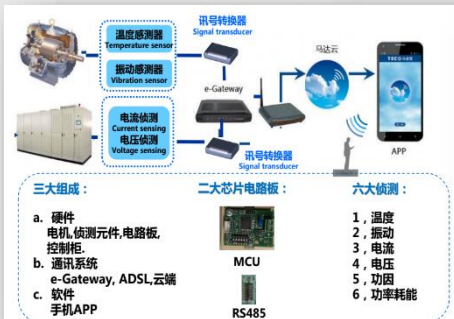 温度感测器
Temperature sensor
振动感测器
Vibration sensor
讯号转换器
Signal transducer
马达云
TECO
e-Gateway
电流侦测
Current sensing
电压侦测
Voltage sensing
讯号转换器
Signal transducer
APP
三大组成：
a. 硬件
电机,侦测元件,电路板,
控制柜.
b. 通讯系统
e-Gateway, ADSL,云端
c. 软件
手机APP
二大芯片电路板：
MCU
RS485
六大侦测：
1，温度
2，振动
3，电流
4，电压
5，功因
6，功率耗能